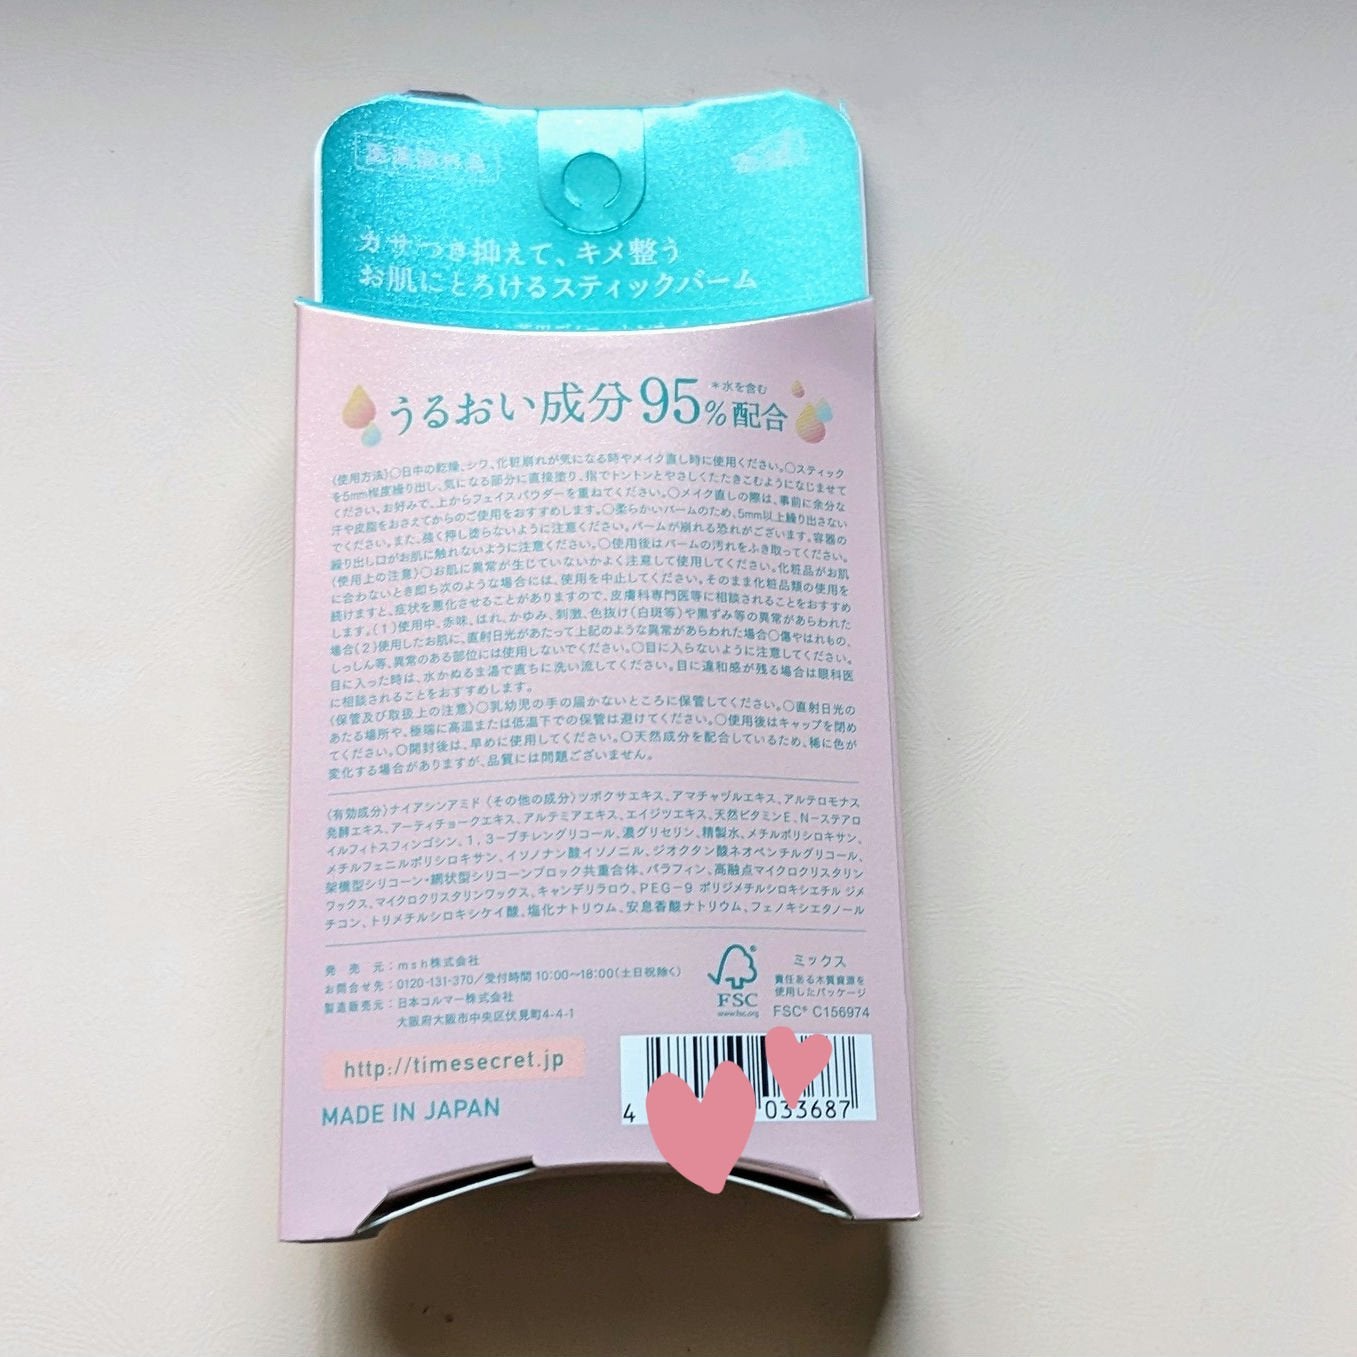 医薬部外品
カサつき抑えて、キメ整う
お肌にとろけるスティックバーム
うるおい成分95%配合 *水を含む
〈使用方法〉○日中の乾燥、シワ、化粧崩れが気になる時やメイク直し時に使用ください。○スティック
を5mm程度繰り出し、気になる部分に直接塗り、指でトントンとやさしくたたきこむようになじませて
ください。お好みで、上からフェイスパウダーを重ねてください。○メイク直しの際は、事前に余分な
汗や皮脂をおさえてからのご使用をおすすめします。○柔らかいバームのため、5mm以上繰り出さない
でください。また、強く押し塗らないように注意ください。バームが崩れる恐れがございます。容器の
繰り出し口がお肌に触れないように注意ください。○使用後はバームの汚れをふき取ってください。
〈使用上の注意〉○お肌に異常が生じていないかよく注意して使用してください。化粧品がお肌
に合わないとき即ち次のような場合には、使用を中止してください。そのまま化粧品類の使用を
続けますと、症状を悪化させることがありますので、皮膚科専門医等に相談されることをおすすめ
します。(1)使用中、赤味、はれ、かゆみ、刺激、色抜け(白斑等)や黒ずみ等の異常があらわれた
場合(2)使用したお肌に、直射日光があたって上記のような異常があらわれた場合○傷やはれもの、
しっしん等、異常のある部位には使用しないでください。○目に入らないように注意してください。
目に入った時は、水かぬるま湯で直ちに洗い流してください。目に違和感が残る場合は眼科医
に相談されることをおすすめします。
〈保管及び取扱上の注意〉○乳幼児の手の届かないところに保管してください。○直射日光の
あたる場所や、極端に高温または低温下での保管は避けてください。○使用後はキャップを閉め
てください。○開封後は、早めに使用してください。○天然成分を配合しているため、稀に色が
変化する場合がありますが、品質には問題ございません。
〈有効成分〉ナイアシンアミド〈その他の成分〉ツボクサエキス、アマチャヅルエキス、アルテロモナス
発酵エキス、アーティチョークエキス、アルテミアエキス、エイジツエキス、天然ビタミンE、N-ステアロ
イルフィトスフィンゴシン、1,3-ブチレングリコール、濃グリセリン、精製水、メチルポリシロキサン、
メチルフェニルポリシロキサン、イソノナン酸イソノニル、ジオクタン酸ネオペンチルグリコール、
架橋型シリコーン・網状型シリコーンブロック共重合体、パラフィン、高融点マイクロクリスタリン
ワックス、マイクロクリスタリンワックス、キャンデリラロウ、PEG-9 ポリジメチルシロキシエチル ジメ
チコン、トリメチルシロキシケイ酸、塩化ナトリウム、安息香酸ナトリウム、フェノキシエタノール
発売元:msh株式会社
お問合せ先:0120-131-370/受付時間 10:00～18:00(土日祝除く)
製造販売元:日本コルマー株式会社
大阪府大阪市中央区伏見町4-4-1
FSC
www.fsc.org
ミックス
責任ある木質資源を
使用したパッケージ
FSC® C156974
http://timesecret.jp
MADE IN JAPAN
4 033687